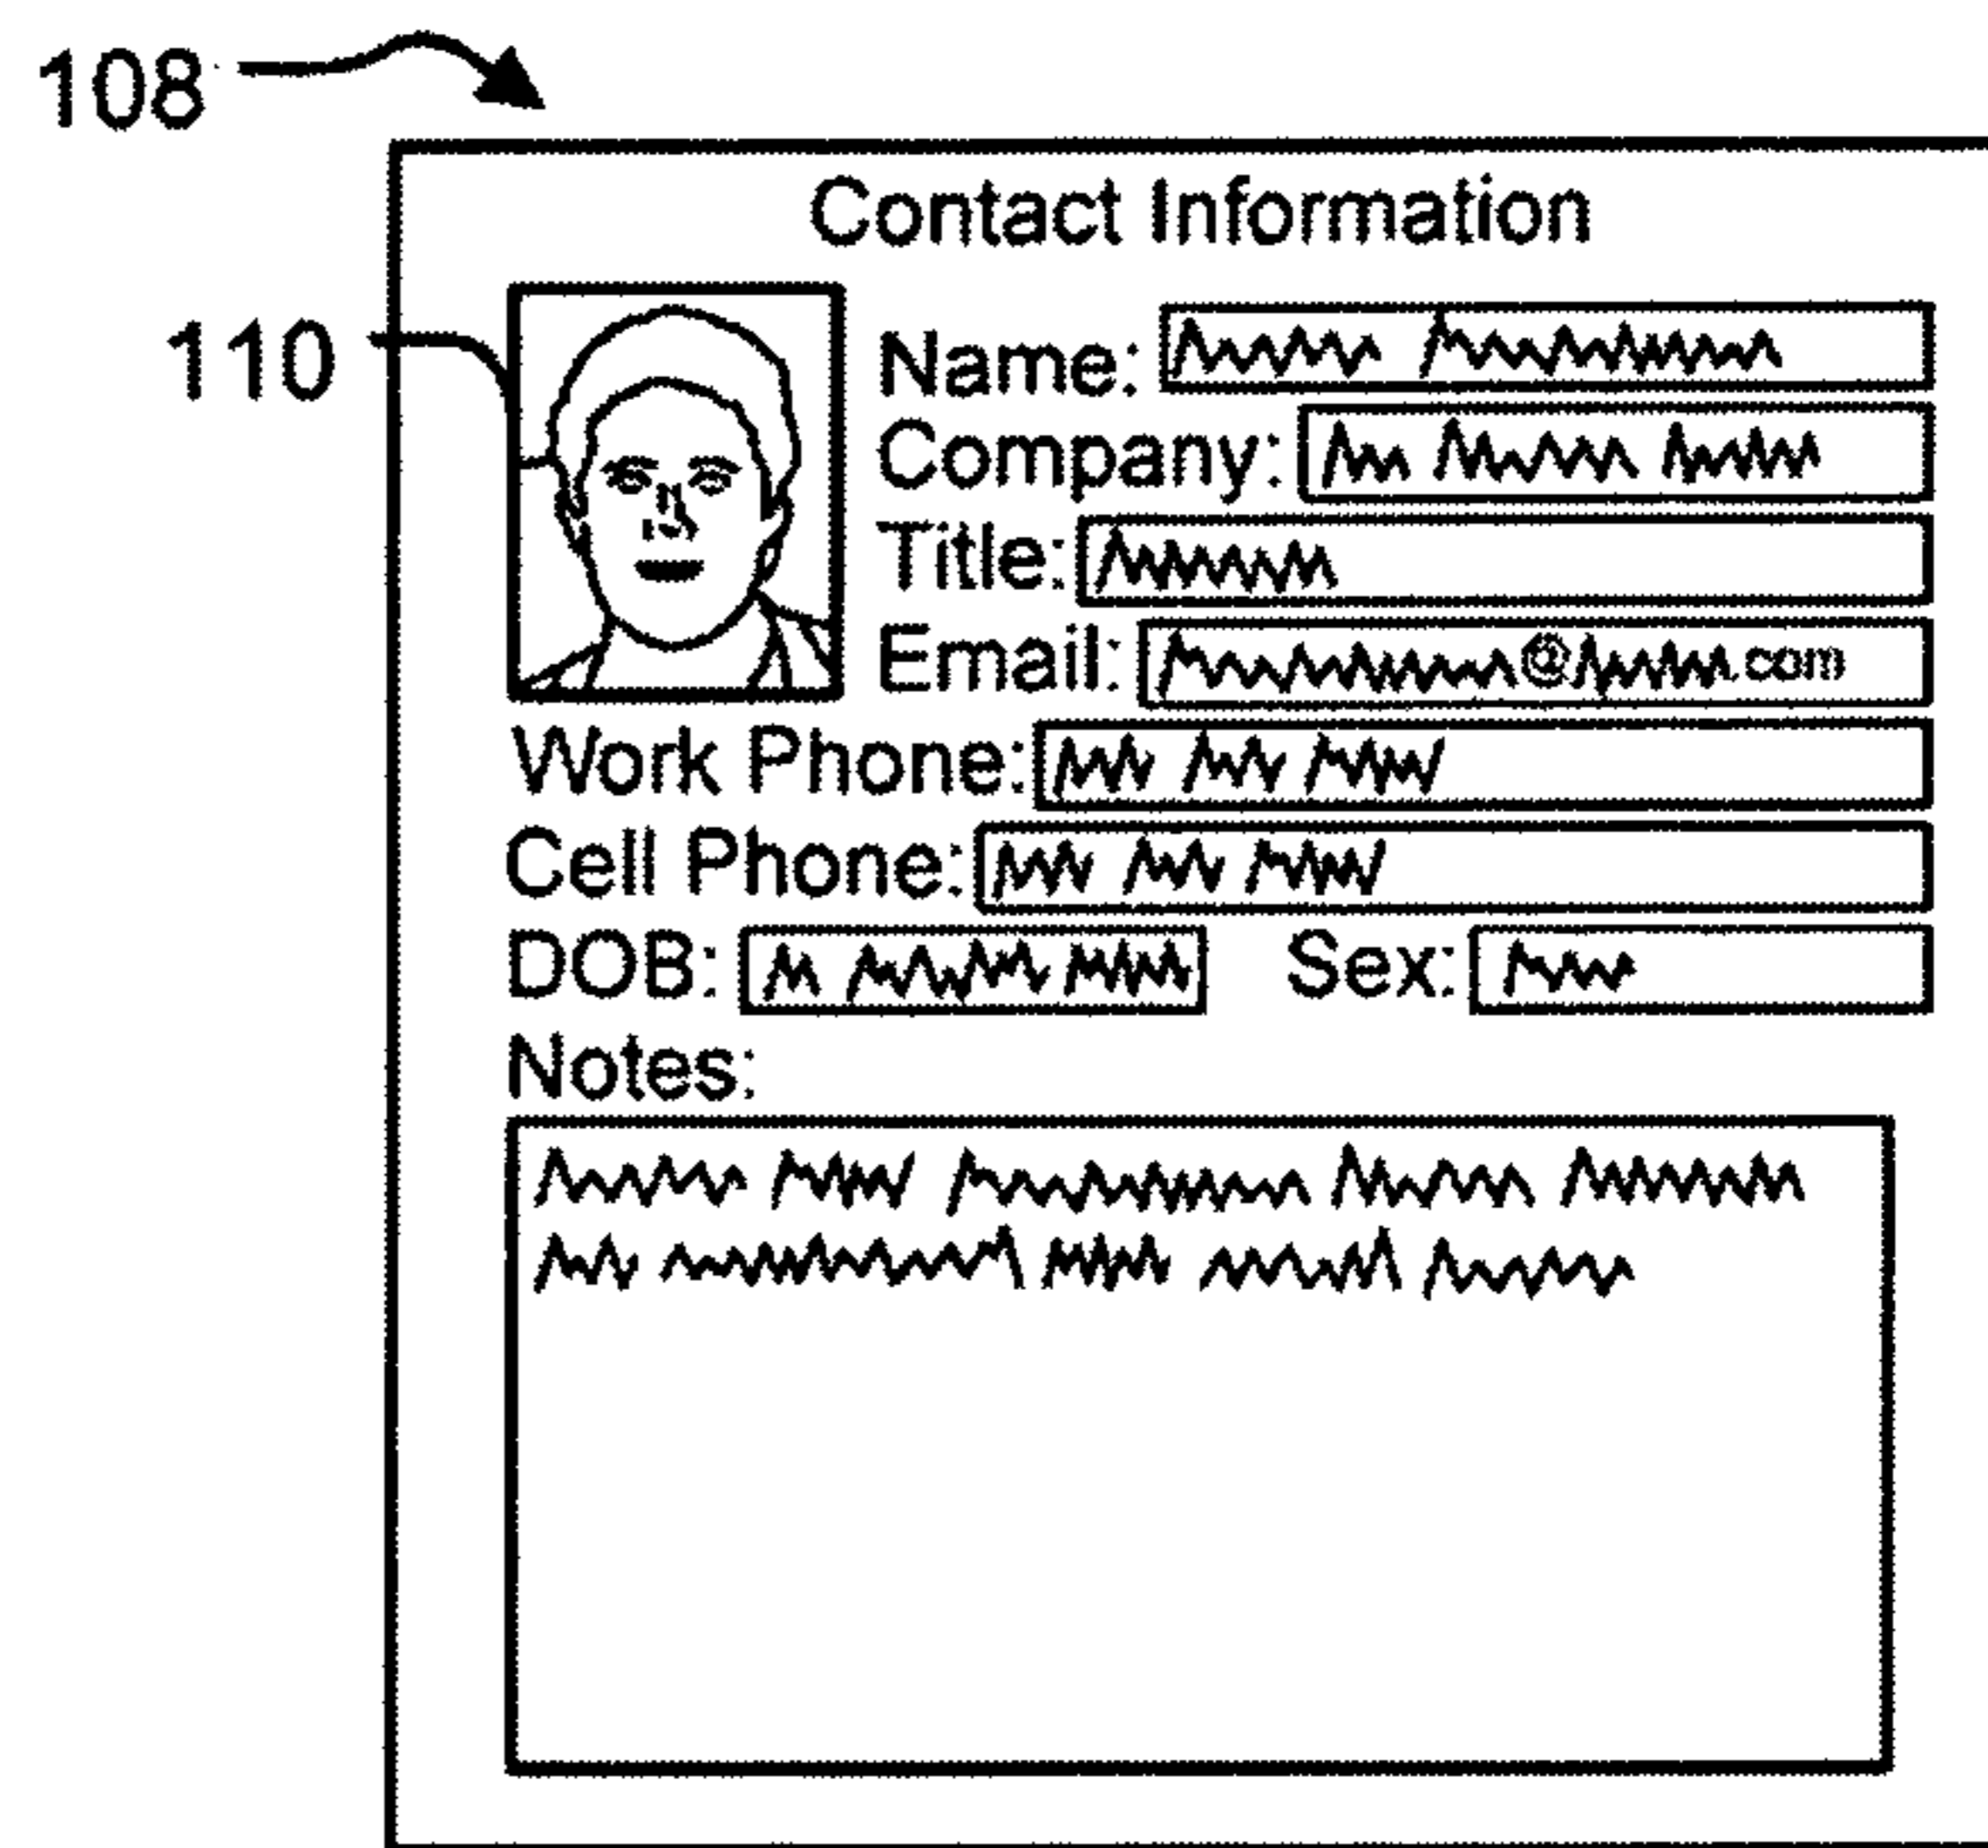 108
Contact Information
110
Name:
Company:
Title:
Email: @ .com
Work Phone:
Cell Phone:
DOB: Sex:
Notes: